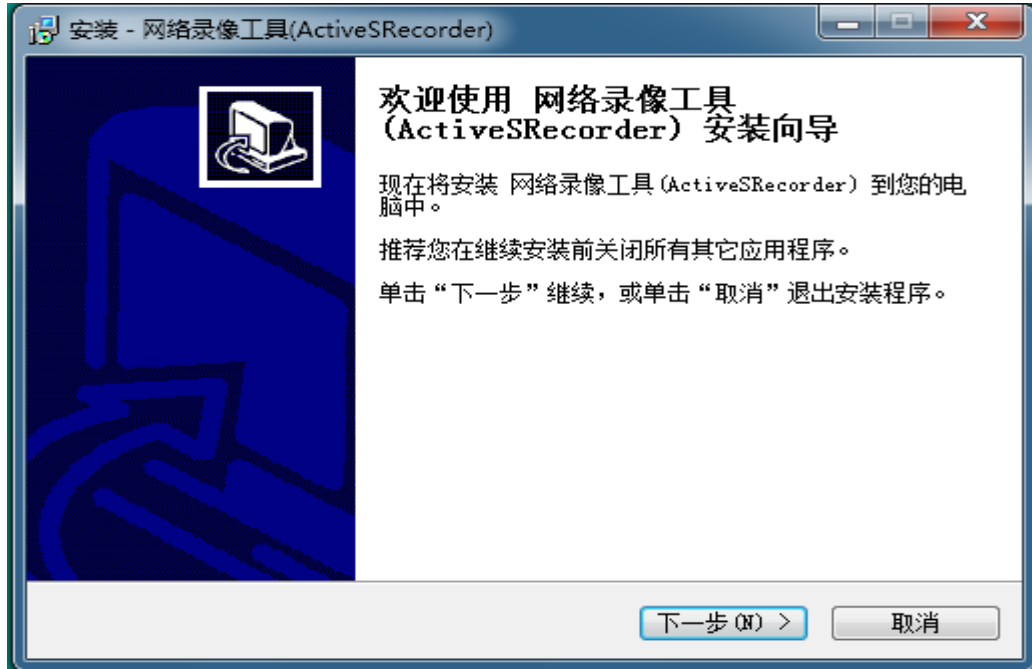 安装 - 网络录像工具(ActiveSRecorder)
欢迎使用 网络录像工具
(ActiveSRecorder) 安装向导
现在将安装 网络录像工具(ActiveSRecorder) 到您的电
脑中。
推荐您在继续安装前关闭所有其它应用程序。
单击“下一步”继续，或单击“取消”退出安装程序。
下一步(N) >
取消